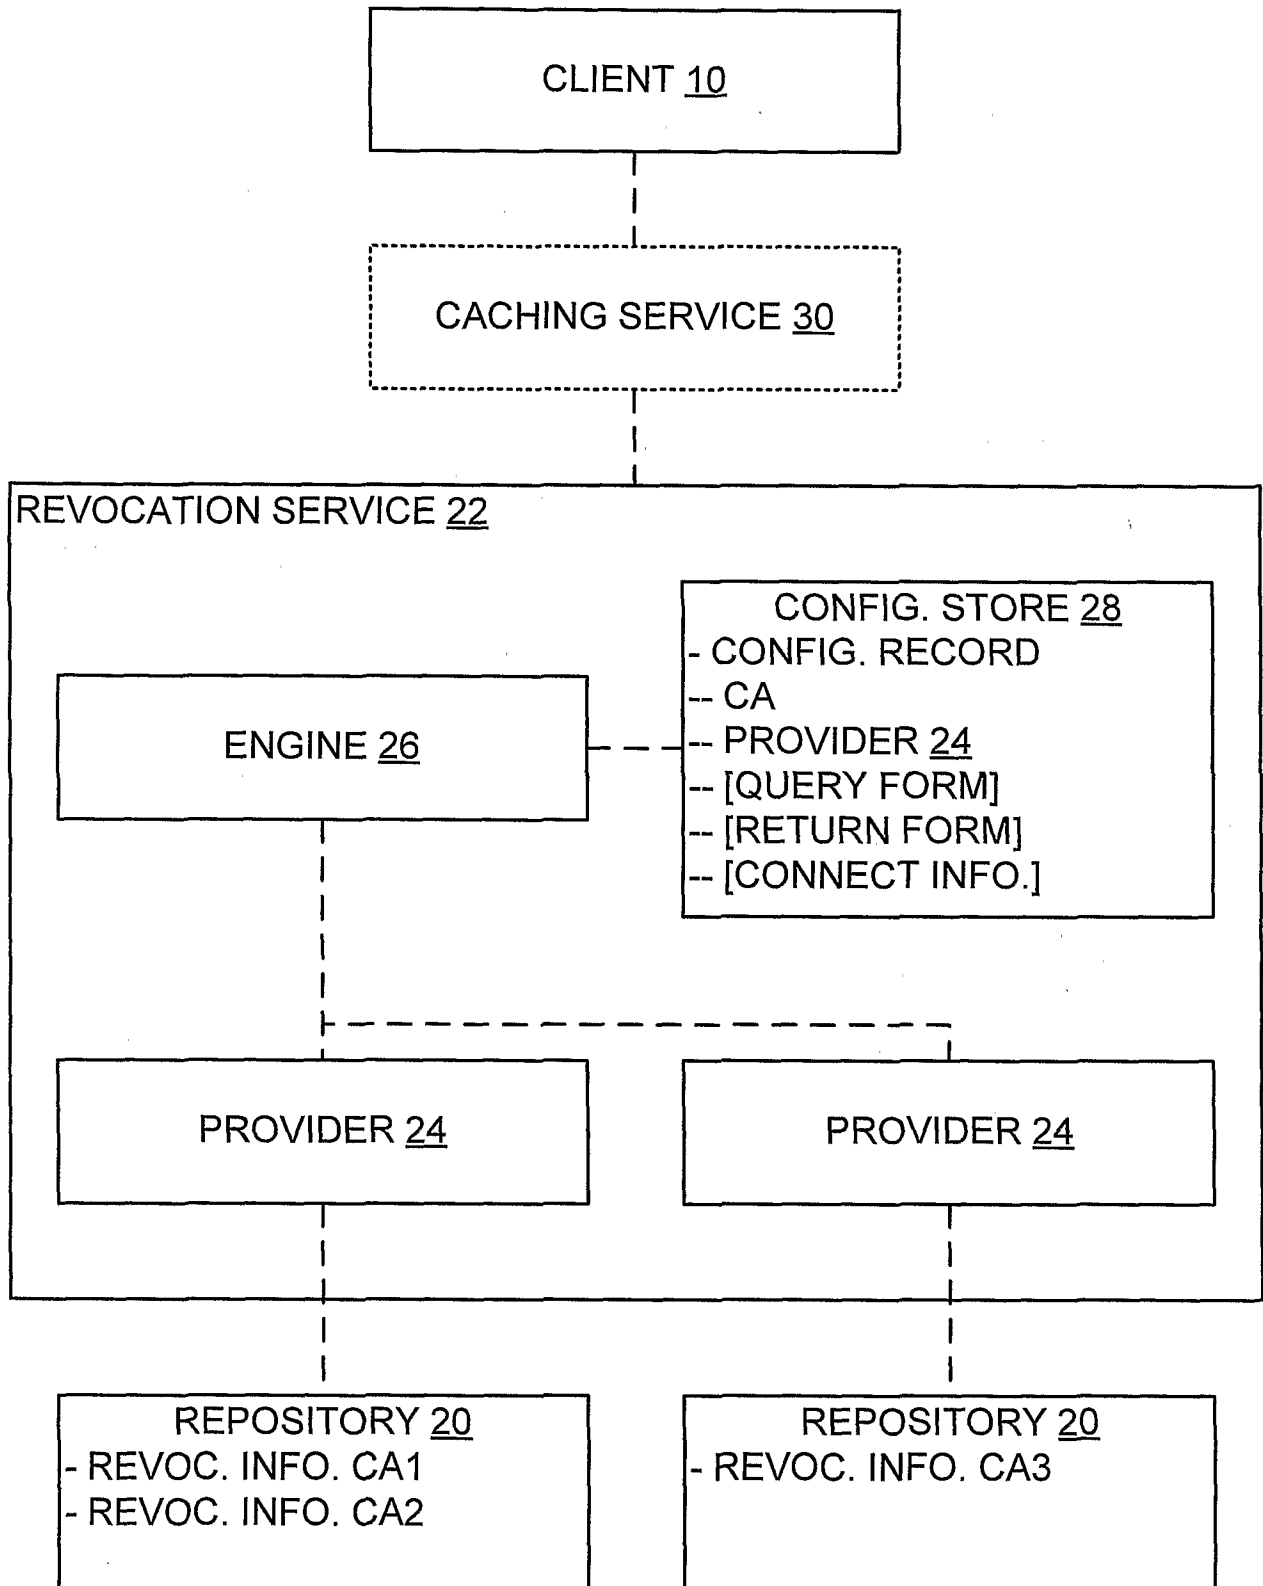 CLIENT 10
CACHING SERVICE 30
REVOCATION SERVICE 22
CONFIG. STORE 28
- CONFIG. RECORD
-- CA
-- PROVIDER 24
-- [QUERY FORM]
-- [RETURN FORM]
-- [CONNECT INFO.]
ENGINE 26
PROVIDER 24
PROVIDER 24
REPOSITORY 20
- REVOC. INFO. CA1
- REVOC. INFO. CA2
REPOSITORY 20
- REVOC. INFO. CA3